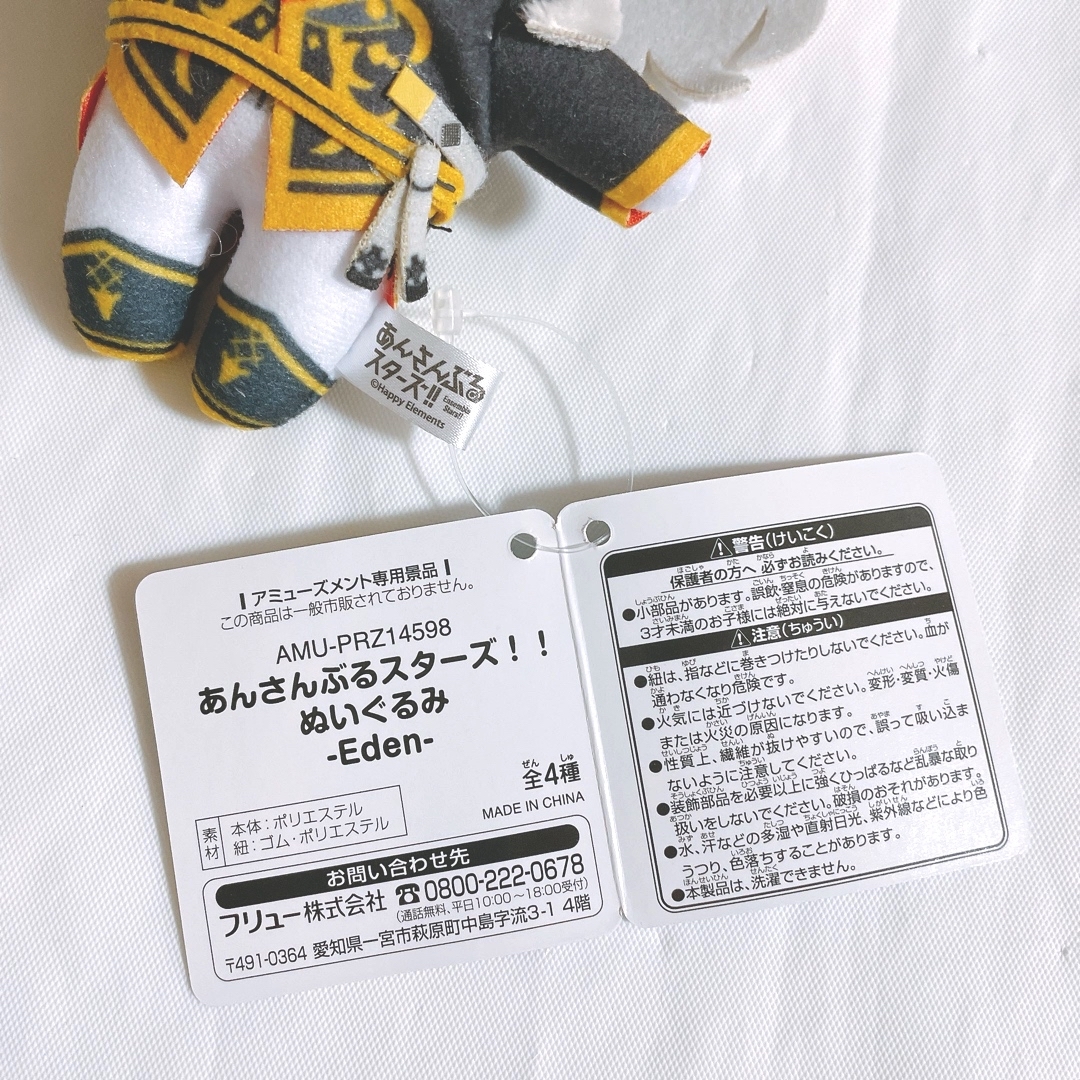 あんさんぶる
スターズ!!
Ensemble
Stars!!
©Happy Elements
アミューズメント専用景品
この商品は一般市販されておりません。
AMU-PRZ14598
あんさんぶるスターズ！！
ぬいぐるみ
-Eden-
ぜん しゅ
全4種
MADE IN CHINA
素材
本体：ポリエステル
紐：ゴム・ポリエステル
お問い合わせ先
フリュー株式会社 ☎0800-222-0678
（通話無料、平日10:00～18:00受付）
〒491-0364 愛知県一宮市萩原町中島字流3-1 4階
⚠警告（けいこく）
保護者の方へ 必ずお読みください。
●小部品があります。誤飲・窒息の危険がありますので、
3才未満のお子様には絶対に与えないでください。
⚠注意（ちゅうい）
●紐は、指などに巻きつけたりしないでください。血が
通わなくなり危険です。
●火気には近づけないでください。変形・変質・火傷
または火災の原因になります。
●性質上、繊維が抜けやすいので、誤って吸い込ま
ないように注意してください。
●装飾部品を必要以上に強くひっぱるなど乱暴な取り
扱いをしないでください。破損のおそれがあります。
●水、汗などの多湿や直射日光、紫外線などにより色
うつり、色落ちすることがあります。
●本製品は、洗濯できません。